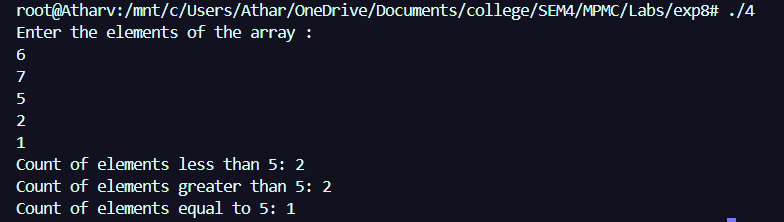 root@Atharv:/mnt/c/Users/Athar/OneDrive/Documents/college/SEM4/MPMC/Labs/exp8# ./4
Enter the elements of the array :
6
7
5
2
1
Count of elements less than 5: 2
Count of elements greater than 5: 2
Count of elements equal to 5: 1